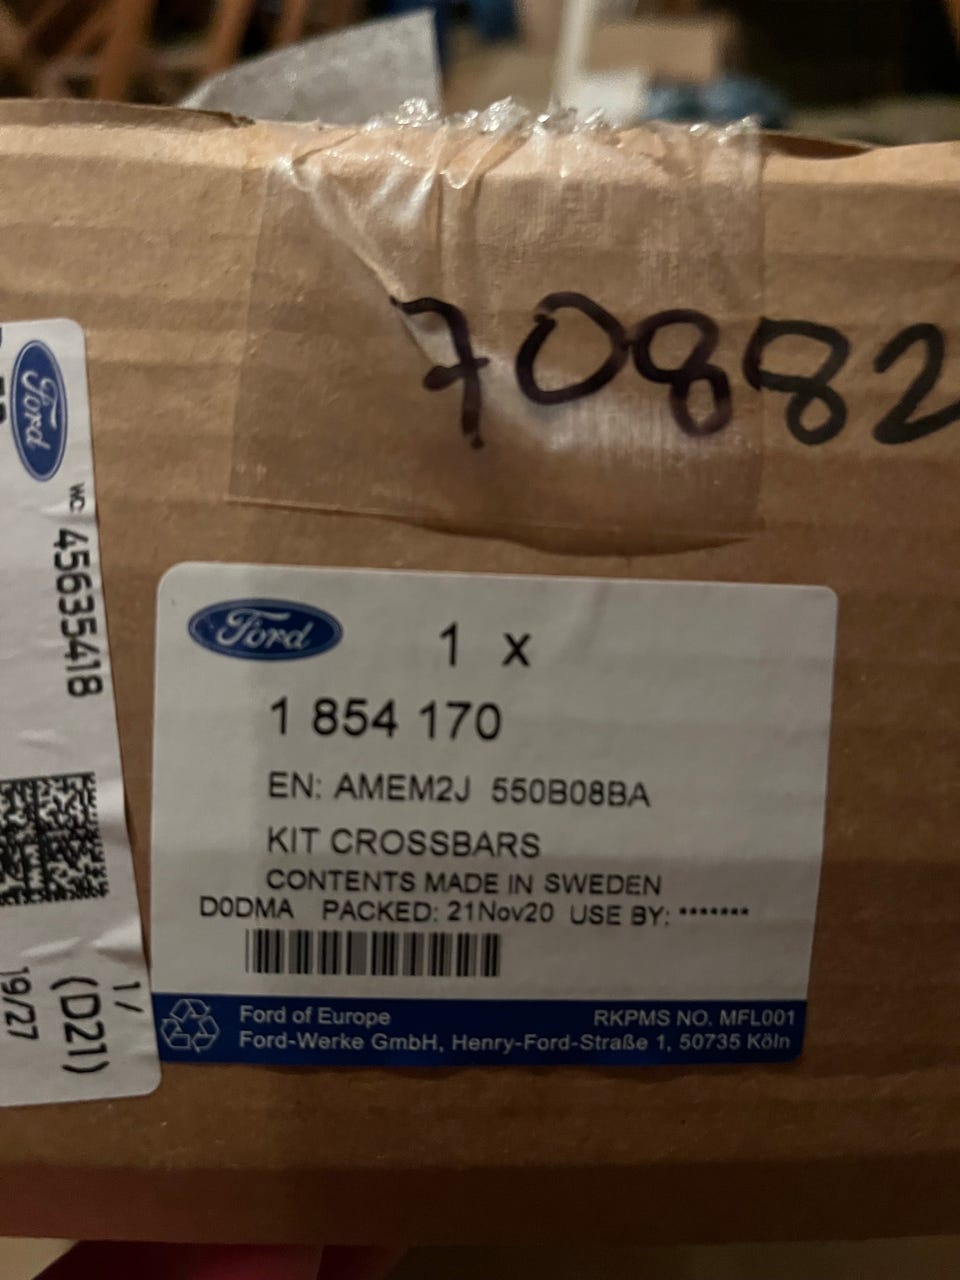 70882
Ford
WC: 45635418
1/
(D21)
19/27
Ford
1 x
1 854 170
EN: AMEM2J 550B08BA
KIT CROSSBARS
CONTENTS MADE IN SWEDEN
D0DMA PACKED: 21Nov20 USE BY: *******
Ford of Europe
RKPMS NO. MFL001
Ford-Werke GmbH, Henry-Ford-Straße 1, 50735 Köln